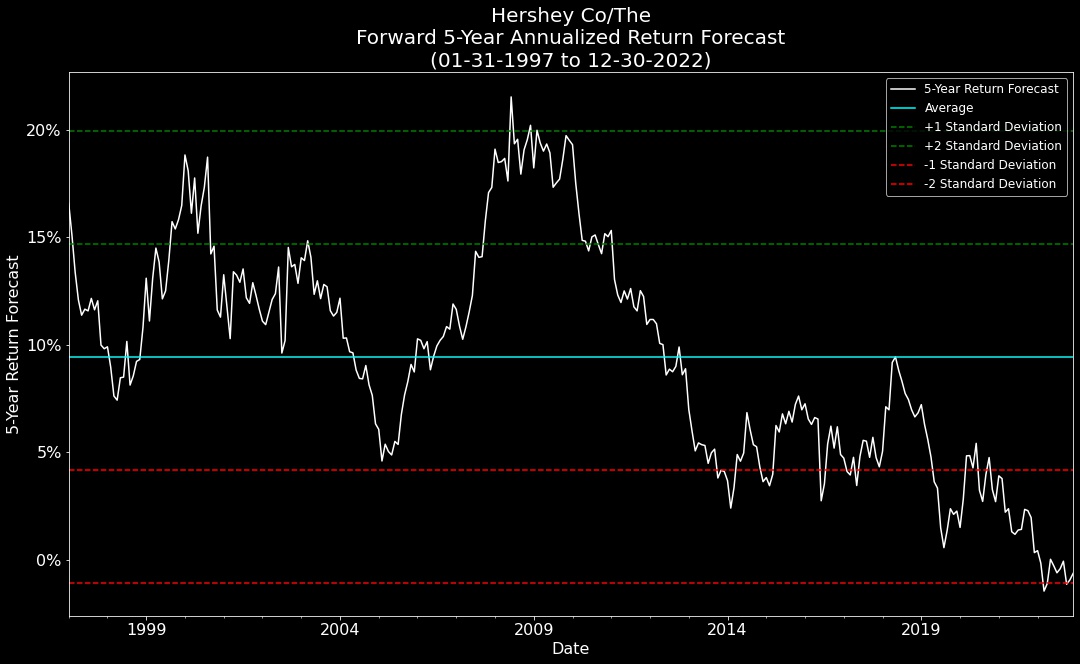 Hershey Co/The
Forward 5-Year Annualized Return Forecast
(01-31-1997 to 12-30-2022)
5-Year Return Forecast
Average
+1 Standard Deviation
+2 Standard Deviation
-1 Standard Deviation
-2 Standard Deviation
5-Year Return Forecast
20%
15%
10%
5%
0%
1999
2004
2009
2014
2019
Date